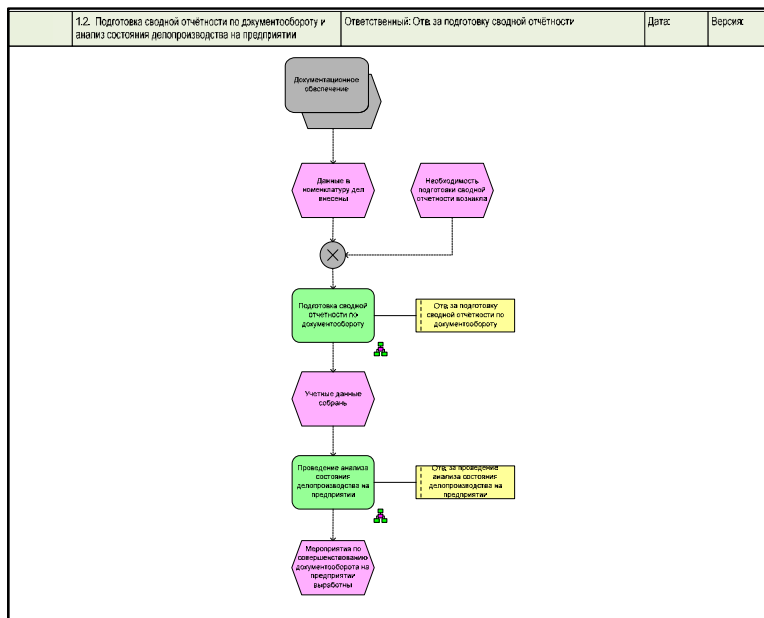 1.2. Подготовка сводной отчётности по документообороту и
анализ состояния делопроизводства на предприятии
Ответственный: Отв. за подготовку сводной отчётности
Дата:
Версия:
Документационное
обеспечение
Данные в
номенклатуру дел
внесены
Необходимость
подготовки сводной
отчетности возникла
Подготовка сводной
отчетности по
документообороту
Отв. за подготовку
сводной отчётности по
документообороту
Учетные данные
собраны
Проведение анализа
состояния
делопроизводства на
предприятии
Отв. за проведение
анализа состояния
делопроизводства на
предприятии
Мероприятия по
совершенствованию
документооборота на
предприятии
выработаны